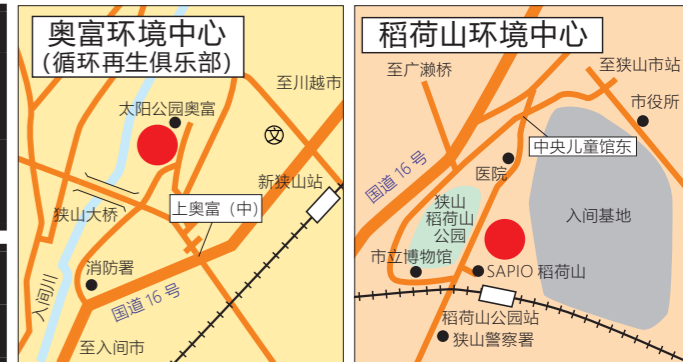 奥富环境中心
(循环再生俱乐部)
至川越市
太阳公园奥富
文
新狭山站
狭山大桥
上奥富（中）
消防署
入间川
国道 16 号
至入间市
稻荷山环境中心
至广濑桥
至狭山市站
市役所
中央儿童馆东
医院
国道 16 号
狭山
稻荷山
公园
入间基地
市立博物馆
SAPIO 稻荷山
稻荷山公园站
狭山警察署